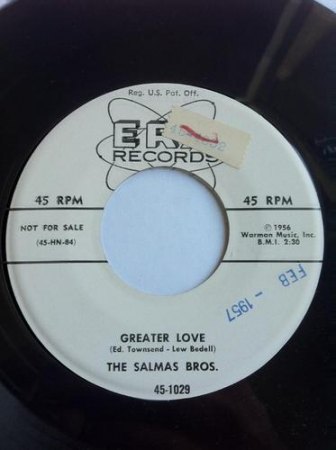 Reg. U.S. Pat. Off.
ERA
RECORDS
45 RPM
45 RPM
NOT FOR SALE
(45-HN-84)
℗ 1956
Warman Music, Inc.
B.M.I. 2:30
FEB - 1957
GREATER LOVE
(Ed. Townsend - Lew Bedell)
THE SALMAS BROS.
45-1029